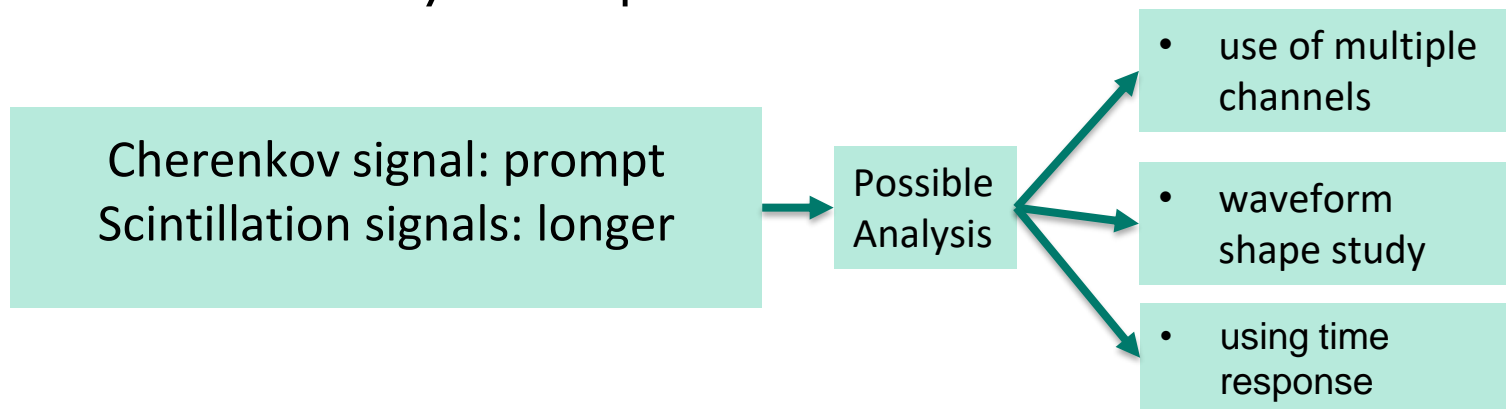 Cherenkov signal: prompt
Scintillation signals: longer
Possible
Analysis
• use of multiple
channels
• waveform
shape study
• using time
response